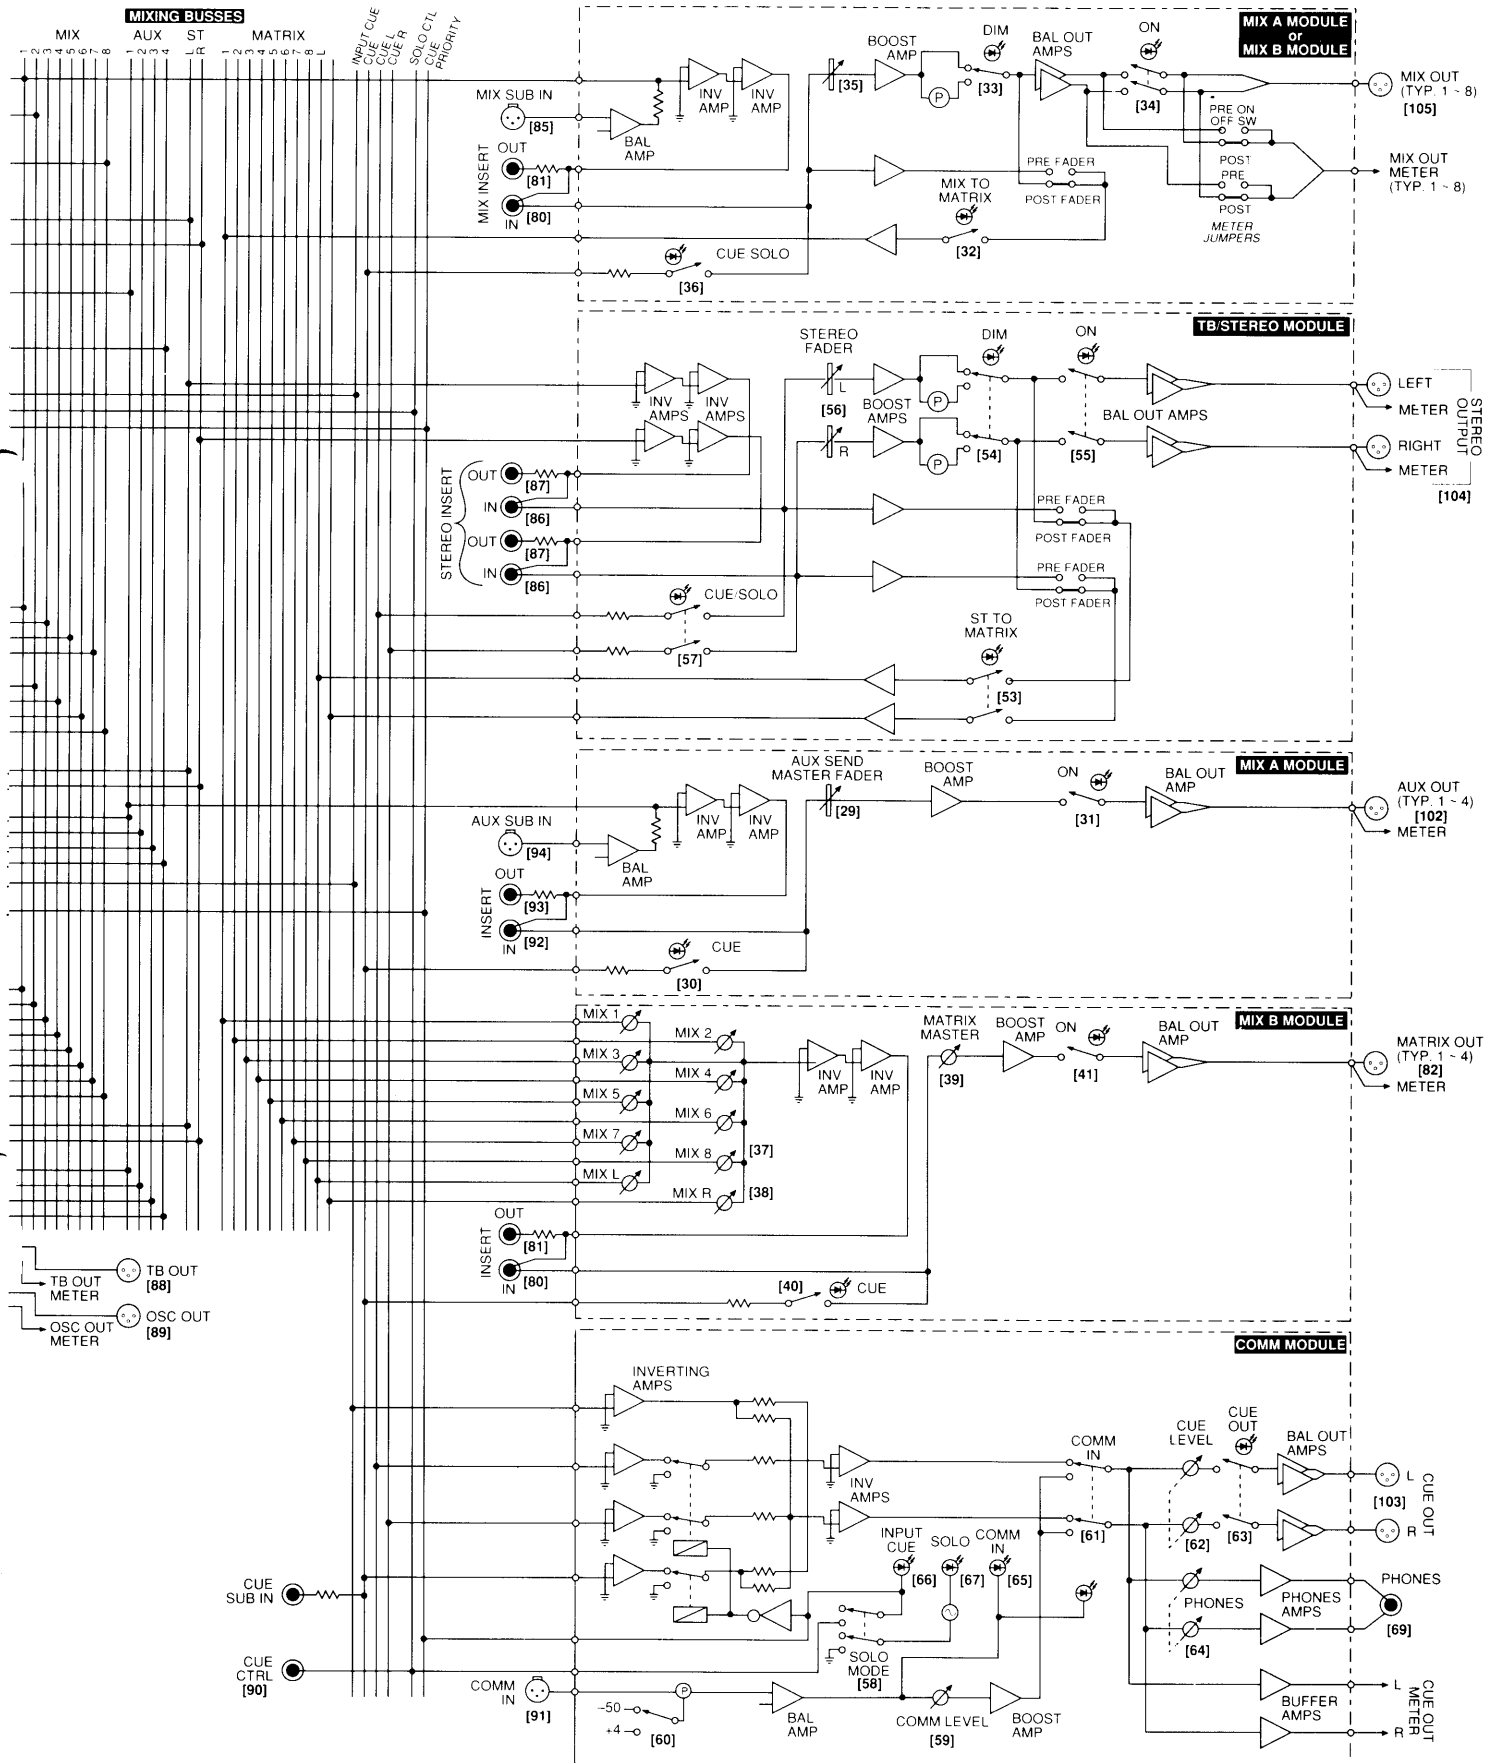 MIXING BUSSES
MIX
AUX
ST
MATRIX
1 2 3 4 5 6 7 8
1 2 3 4
L R
1 2 3 4 5 6 7 8 L
INPUT CUE
CUE
CUE L
CUE R
SOLO CTL
CUE
PRIORITY
MIX A MODULE
or
MIX B MODULE
MIX SUB IN
[85]
BAL
AMP
INV
AMP
INV
AMP
MIX INSERT
OUT
[81]
IN
[80]
[35]
BOOST
AMP
P
DIM
[33]
BAL OUT
AMPS
ON
[34]
PRE ON
OFF SW
POST
PRE
POST
METER
JUMPERS
MIX OUT
(TYP. 1 ~ 8)
[105]
MIX OUT
METER
(TYP. 1 ~ 8)
PRE FADER
POST FADER
MIX TO
MATRIX
[32]
CUE SOLO
[36]
TB/STEREO MODULE
STEREO
FADER
L
[56]
R
BOOST
AMPS
P
P
DIM
[54]
ON
[55]
BAL OUT AMPS
INV
AMPS
INV
AMPS
LEFT
METER
RIGHT
METER
STEREO
OUTPUT
[104]
STEREO INSERT
OUT
[87]
IN
[86]
OUT
[87]
IN
[86]
PRE FADER
POST FADER
PRE FADER
POST FADER
CUE/SOLO
[57]
ST TO
MATRIX
[53]
MIX A MODULE
AUX SEND
MASTER FADER
[29]
BOOST
AMP
ON
[31]
BAL OUT
AMP
AUX OUT
(TYP. 1 ~ 4)
[102]
METER
AUX SUB IN
[94]
BAL
AMP
INV
AMP
INV
AMP
INSERT
OUT
[93]
IN
[92]
CUE
[30]
MIX B MODULE
MIX 1
MIX 2
MIX 3
MIX 4
MIX 5
MIX 6
MIX 7
MIX 8
MIX L
MIX R
[37]
[38]
INV
AMP
INV
AMP
MATRIX
MASTER
[39]
BOOST
AMP
ON
[41]
BAL OUT
AMP
MATRIX OUT
(TYP. 1 ~ 4)
[82]
METER
INSERT
OUT
[81]
IN
[80]
[40]
CUE
TB OUT
[88]
TB OUT
METER
OSC OUT
[89]
OSC OUT
METER
COMM MODULE
INVERTING
AMPS
INV
AMPS
COMM
IN
[61]
CUE
LEVEL
[62]
CUE
OUT
[63]
BAL OUT
AMPS
L
[103]
R
CUE OUT
INPUT
CUE
[66]
SOLO
[67]
COMM
IN
[65]
PHONES
[64]
PHONES
AMPS
PHONES
[69]
CUE
SUB IN
CUE
CTRL
[90]
SOLO
MODE
[58]
COMM
IN
[91]
P
-50
+4
[60]
BAL
AMP
COMM LEVEL
[59]
BOOST
AMP
BUFFER
AMPS
L
R
CUE OUT
METER